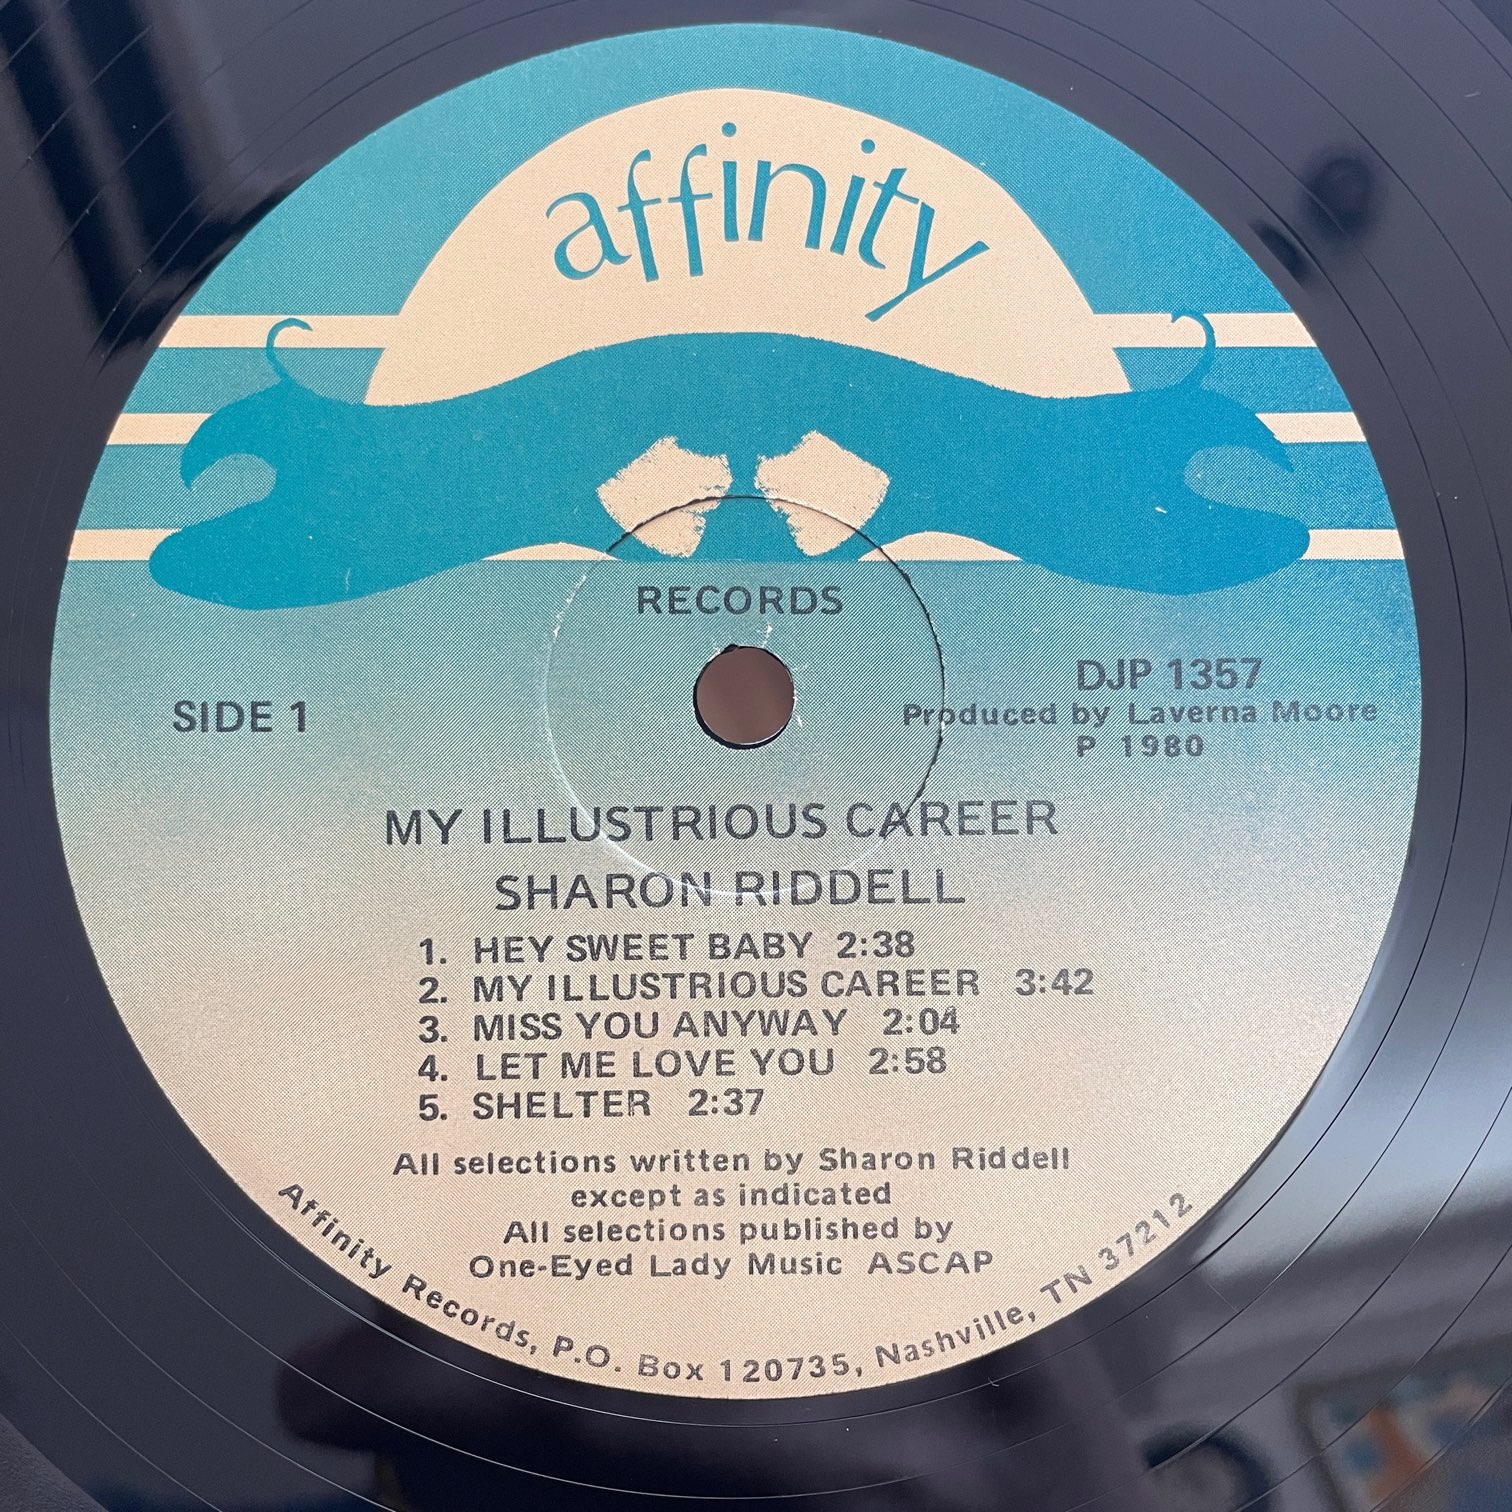 affinity
RECORDS
SIDE 1
DJP 1357
Produced by Laverna Moore
P 1980
MY ILLUSTRIOUS CAREER
SHARON RIDDELL
1. HEY SWEET BABY 2:38
2. MY ILLUSTRIOUS CAREER 3:42
3. MISS YOU ANYWAY 2:04
4. LET ME LOVE YOU 2:58
5. SHELTER 2:37
All selections written by Sharon Riddell
except as indicated
All selections published by
One-Eyed Lady Music ASCAP
Affinity Records, P.O. Box 120735, Nashville, TN 37212